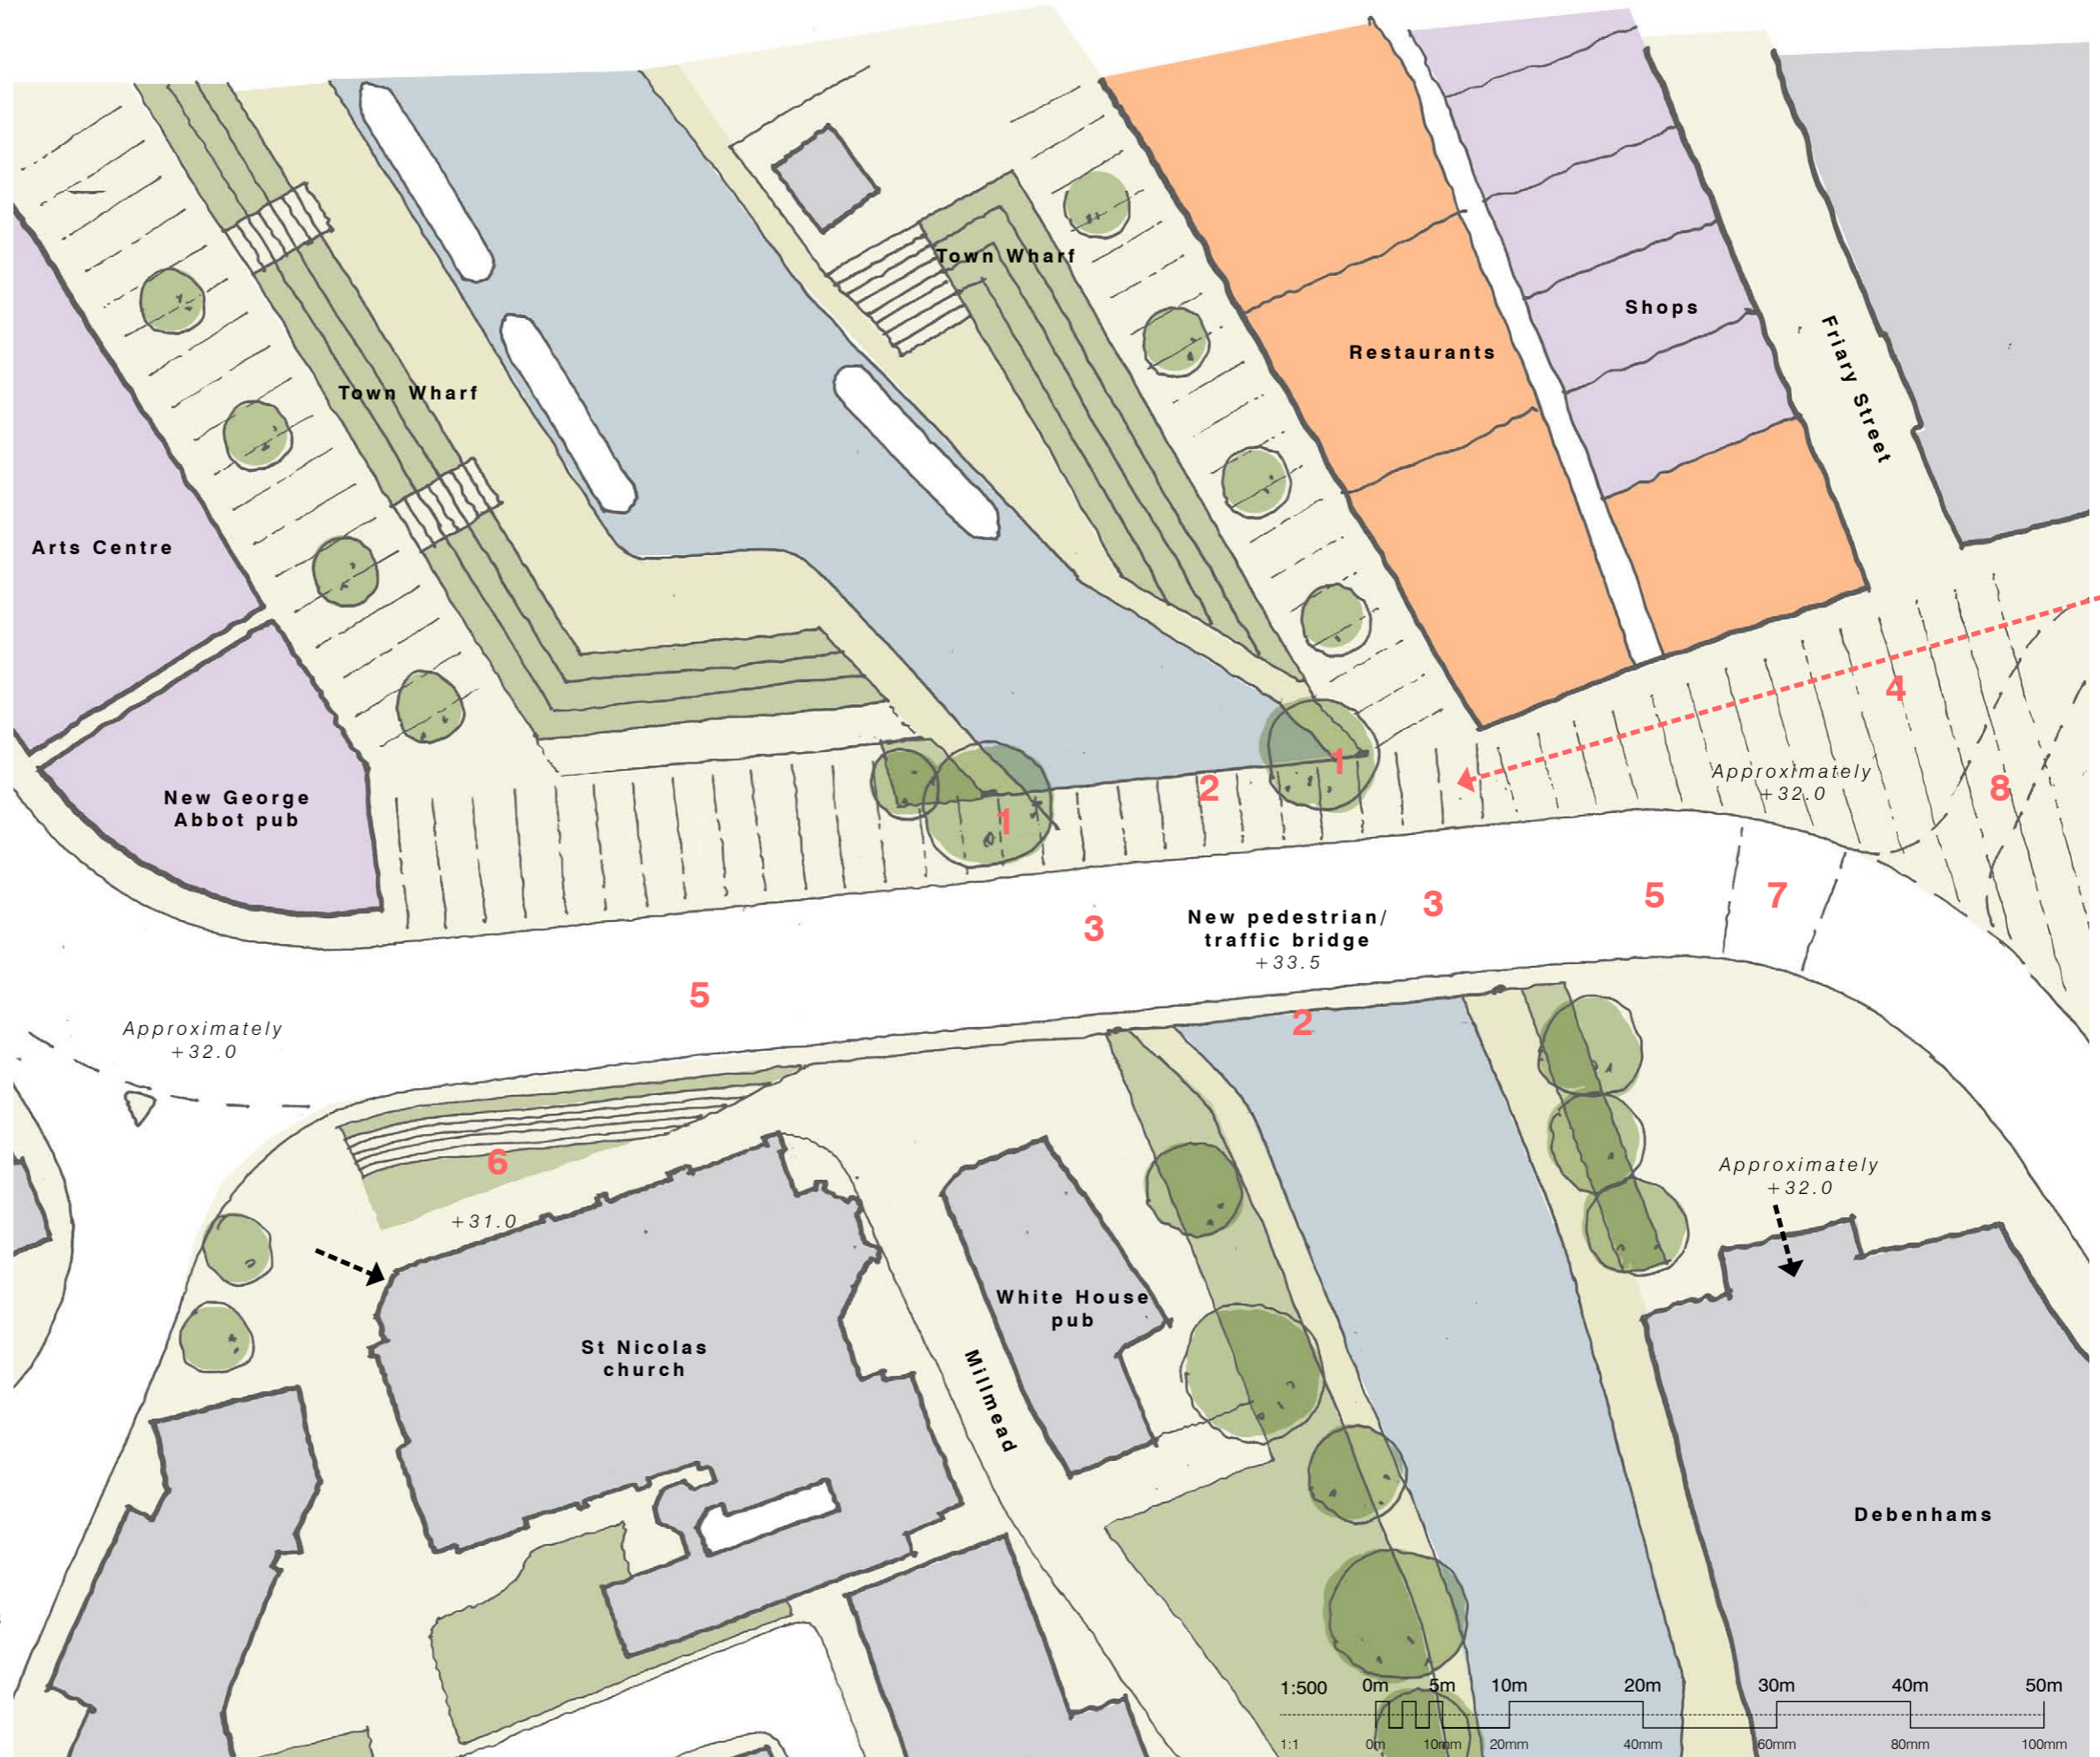 Town Wharf
Shops
Restaurants
Friary Street
Town Wharf
Arts Centre
4
1
2
Approximately
+32.0
8
New George
Abbot pub
1
5
7
3
New pedestrian/
traffic bridge
+33.5
3
5
2
Approximately
+32.0
6
+31.0
Approximately
+32.0
White House
pub
St Nicolas
church
Millmead
Debenhams
1:500 0m 5m 10m 20m 30m 40m 50m
1:1 0m 10mm 20mm 40mm 60mm 80mm 100mm